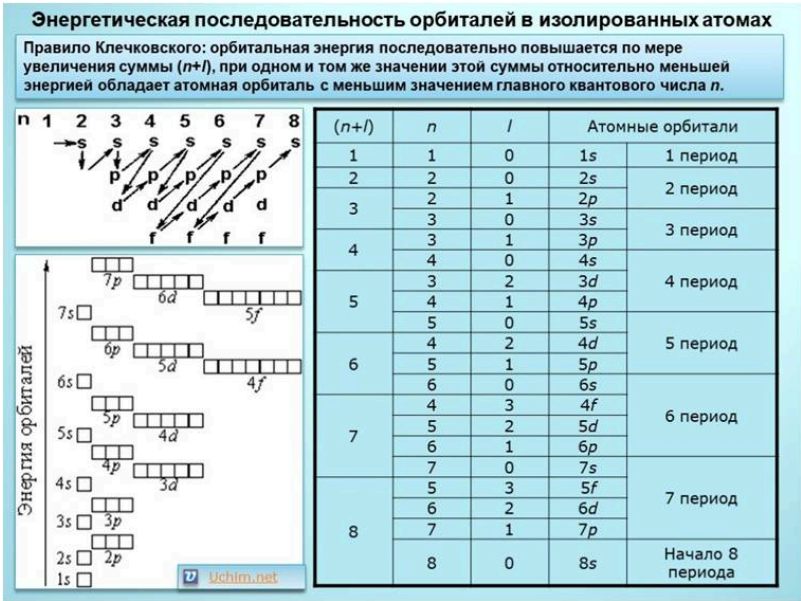 Энергетическая последовательность орбиталей в изолированных атомах
Правило Клечковского: орбитальная энергия последовательно повышается по мере
увеличения суммы (n+l), при одном и том же значении этой суммы относительно меньшей
энергией обладает атомная орбиталь с меньшим значением главного квантового числа n.
n 1 2 3 4 5 6 7 8
s s s s s s s
p p p p p
d d d d
f f f f
Энергия орбиталей
7p
6d
5f
7s
6p
5d
4f
6s
5p
4d
5s
4p
3d
4s
3s 3p
2s 2p
1s
Uchim.net
(n+l) n l Атомные орбитали
1 1 0 1s 1 период
2 2 0 2s 2 период
3 2 1 2p
3 0 3s 3 период
4 3 1 3p
4 0 4s 4 период
5 3 2 3d
4 1 4p
5 0 5s 5 период
6 4 2 4d
5 1 5p
6 0 6s 6 период
7 4 3 4f
5 2 5d
6 1 6p
7 0 7s 7 период
8 5 3 5f
6 2 6d
7 1 7p
8 0 8s Начало 8
периода